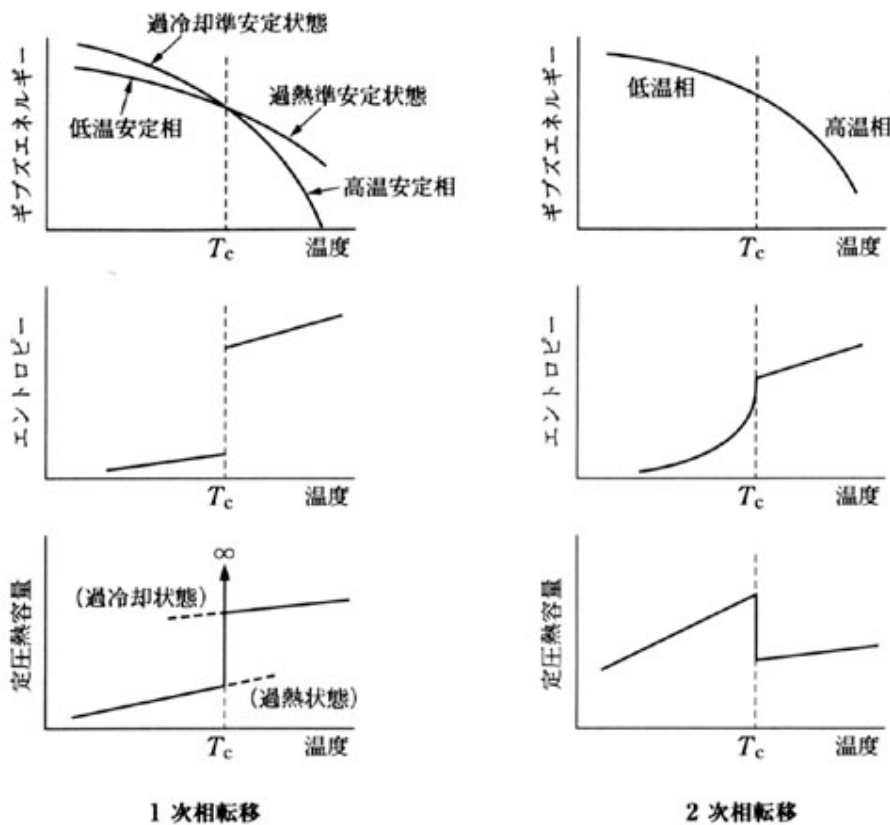 過冷却準安定状態
過熱準安定状態
低温安定相
高温安定相
ギブズエネルギー
Tc
温度
低温相
高温相
ギブズエネルギー
Tc
温度
エントロピー
Tc
温度
エントロピー
Tc
温度
∞
(過冷却状態)
(過熱状態)
定圧熱容量
Tc
温度
定圧熱容量
Tc
温度
1 次相転移
2 次相転移